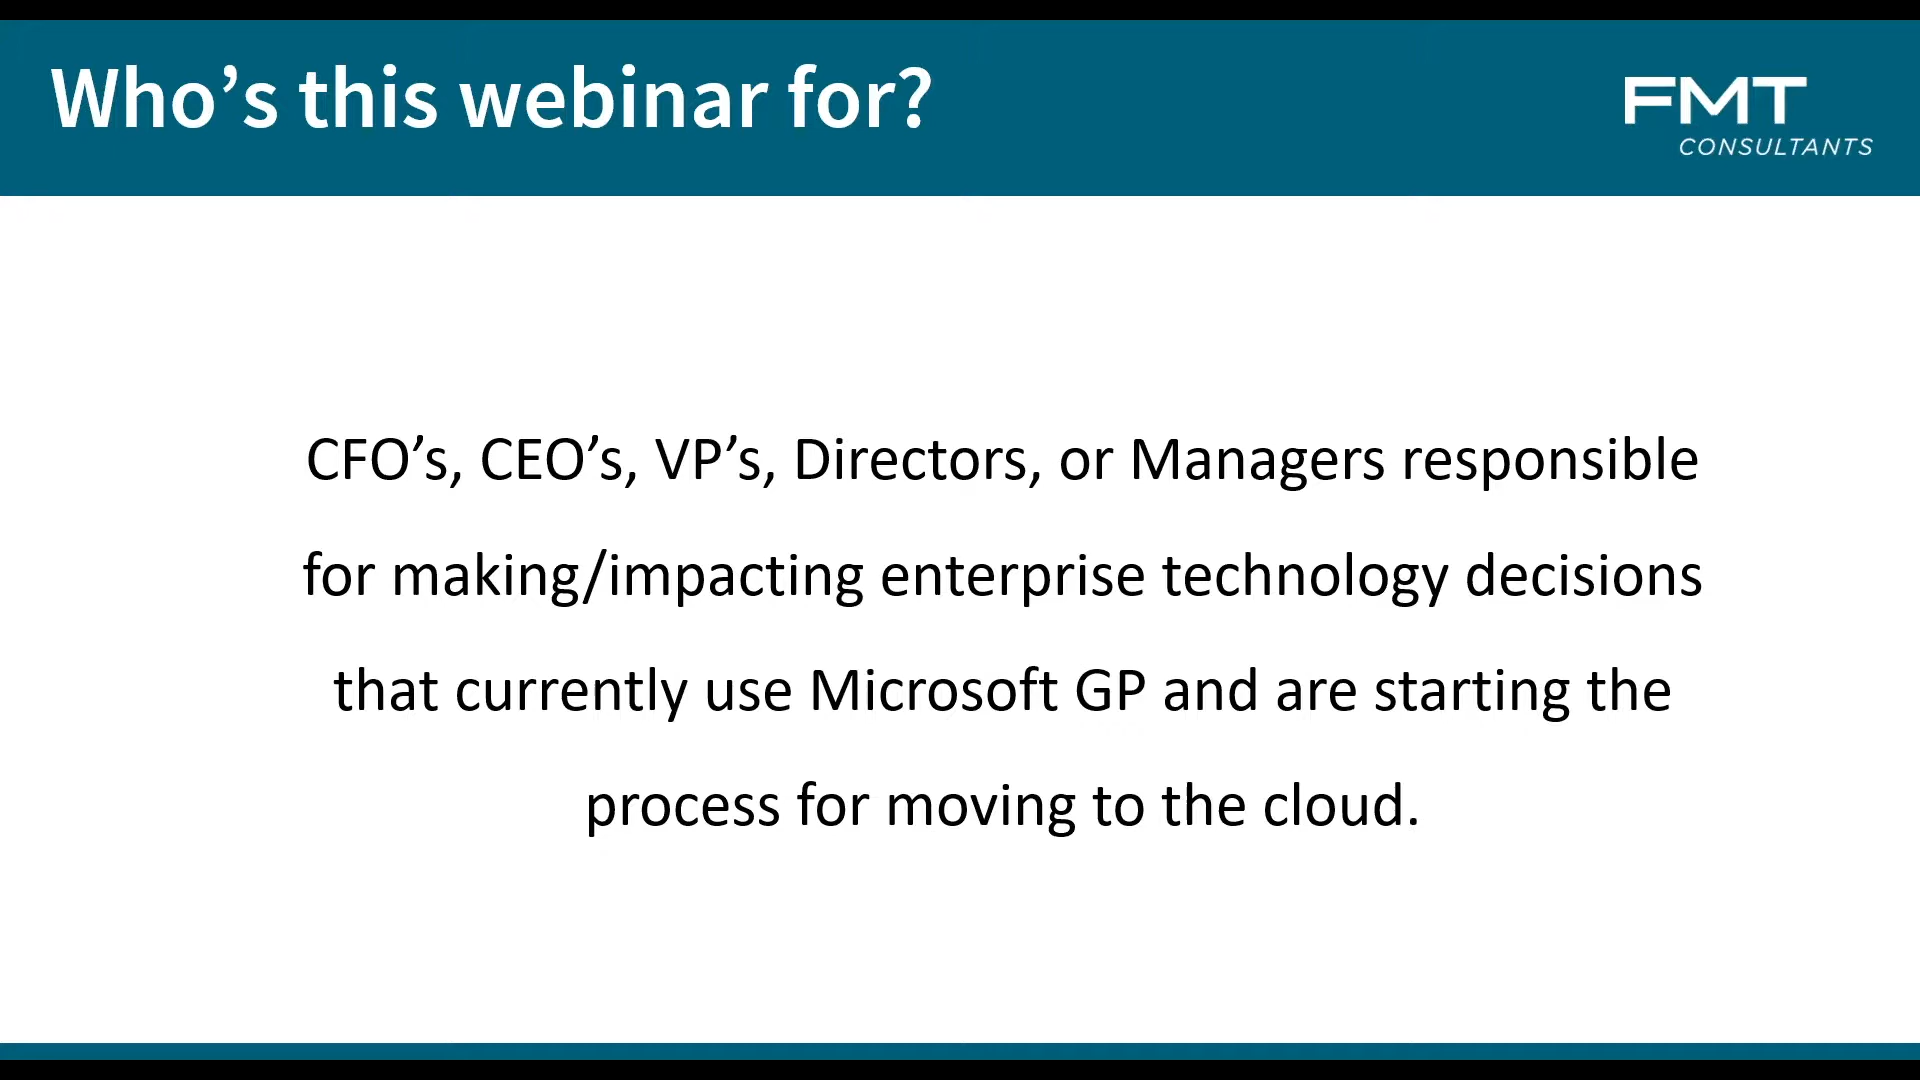 Who’s this webinar for?
FMT
CONSULTANTS
CFO’s, CEO’s, VP’s, Directors, or Managers responsible
for making/impacting enterprise technology decisions
that currently use Microsoft GP and are starting the
process for moving to the cloud.